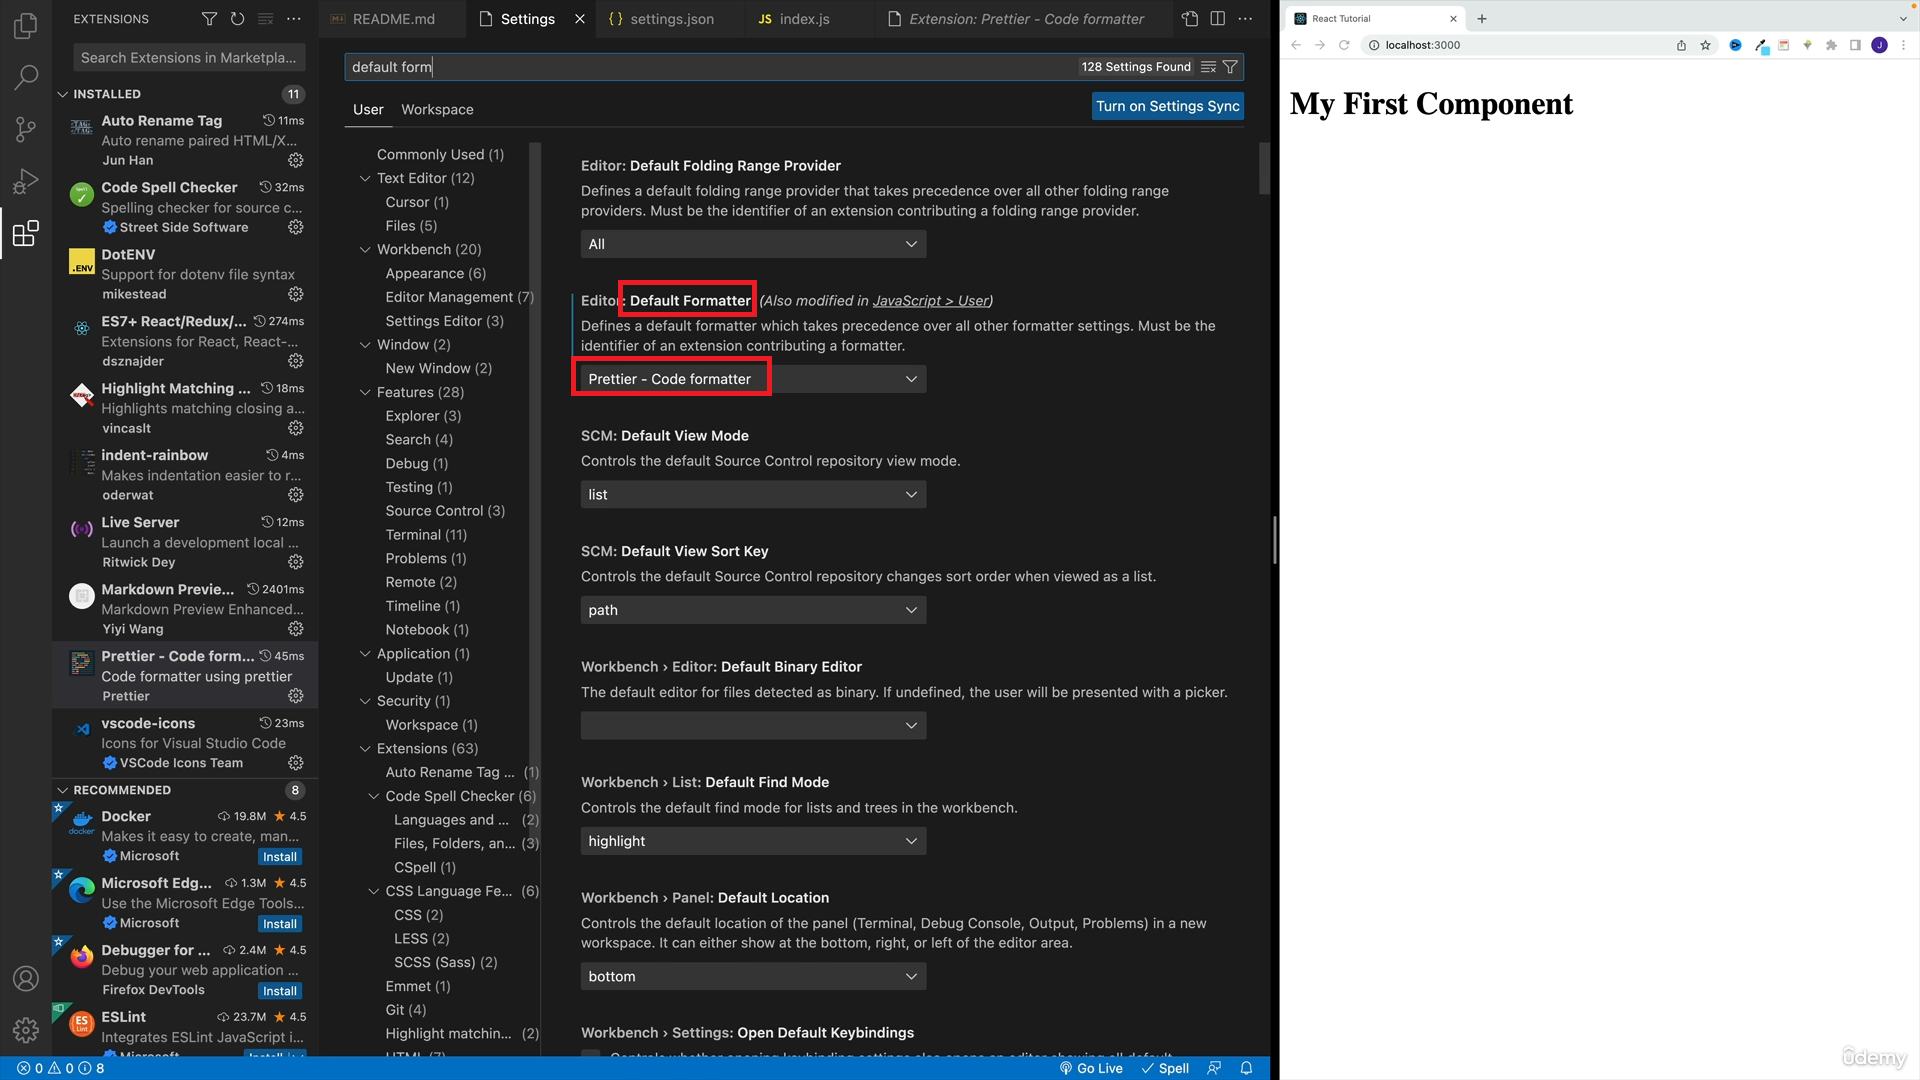 EXTENSIONS
Search Extensions in Marketpla...
INSTALLED 11
Auto Rename Tag 11ms
Auto rename paired HTML/X...
Jun Han
Code Spell Checker 32ms
Spelling checker for source c...
Street Side Software
.ENV
DotENV
Support for dotenv file syntax
mikestead
ES7+ React/Redux/... 274ms
Extensions for React, React-...
dsznajder
Highlight Matching ... 18ms
Highlights matching closing a...
vincaslt
indent-rainbow 4ms
Makes indentation easier to r...
oderwat
Live Server 12ms
Launch a development local ...
Ritwick Dey
Markdown Previe... 2401ms
Markdown Preview Enhanced...
Yiyi Wang
Prettier - Code form... 45ms
Code formatter using prettier
Prettier
vscode-icons 23ms
Icons for Visual Studio Code
VSCode Icons Team
RECOMMENDED 8
Docker 19.8M ★ 4.5
docker
Makes it easy to create, man...
Microsoft Install
Microsoft Edg... 1.3M ★ 4.5
Use the Microsoft Edge Tools...
Microsoft Install
Debugger for ... 2.4M ★ 4.5
Debug your web application ...
Firefox DevTools Install
ES
Lint
ESLint 23.7M ★ 4.5
Integrates ESLint JavaScript i...
Microsoft Install
README.md Settings {} settings.json JS index.js Extension: Prettier - Code formatter
default form 128 Settings Found
User Workspace Turn on Settings Sync
Commonly Used (1)
Text Editor (12)
Cursor (1)
Files (5)
Workbench (20)
Appearance (6)
Editor Management (7)
Settings Editor (3)
Window (2)
New Window (2)
Features (28)
Explorer (3)
Search (4)
Debug (1)
Testing (1)
Source Control (3)
Terminal (11)
Problems (1)
Remote (2)
Timeline (1)
Notebook (1)
Application (1)
Update (1)
Security (1)
Workspace (1)
Extensions (63)
Auto Rename Tag ... (1)
Code Spell Checker (6)
Languages and ... (2)
Files, Folders, an... (3)
CSpell (1)
CSS Language Fe... (6)
CSS (2)
LESS (2)
SCSS (Sass) (2)
Emmet (1)
Git (4)
Highlight matchin... (2)
HTML (7)
Editor: Default Folding Range Provider
Defines a default folding range provider that takes precedence over all other folding range
providers. Must be the identifier of an extension contributing a folding range provider.
All
Editor: Default Formatter (Also modified in JavaScript > User)
Defines a default formatter which takes precedence over all other formatter settings. Must be the
identifier of an extension contributing a formatter.
Prettier - Code formatter
SCM: Default View Mode
Controls the default Source Control repository view mode.
list
SCM: Default View Sort Key
Controls the default Source Control repository changes sort order when viewed as a list.
path
Workbench › Editor: Default Binary Editor
The default editor for files detected as binary. If undefined, the user will be presented with a picker.
Workbench › List: Default Find Mode
Controls the default find mode for lists and trees in the workbench.
highlight
Workbench › Panel: Default Location
Controls the default location of the panel (Terminal, Debug Console, Output, Problems) in a new
workspace. It can either show at the bottom, right, or left of the editor area.
bottom
Workbench › Settings: Open Default Keybindings
Controls whether opening keybinding settings also opens an editor showing all default
0 0 8 Go Live Spell
React Tutorial
localhost:3000
J
My First Component
ûdemy